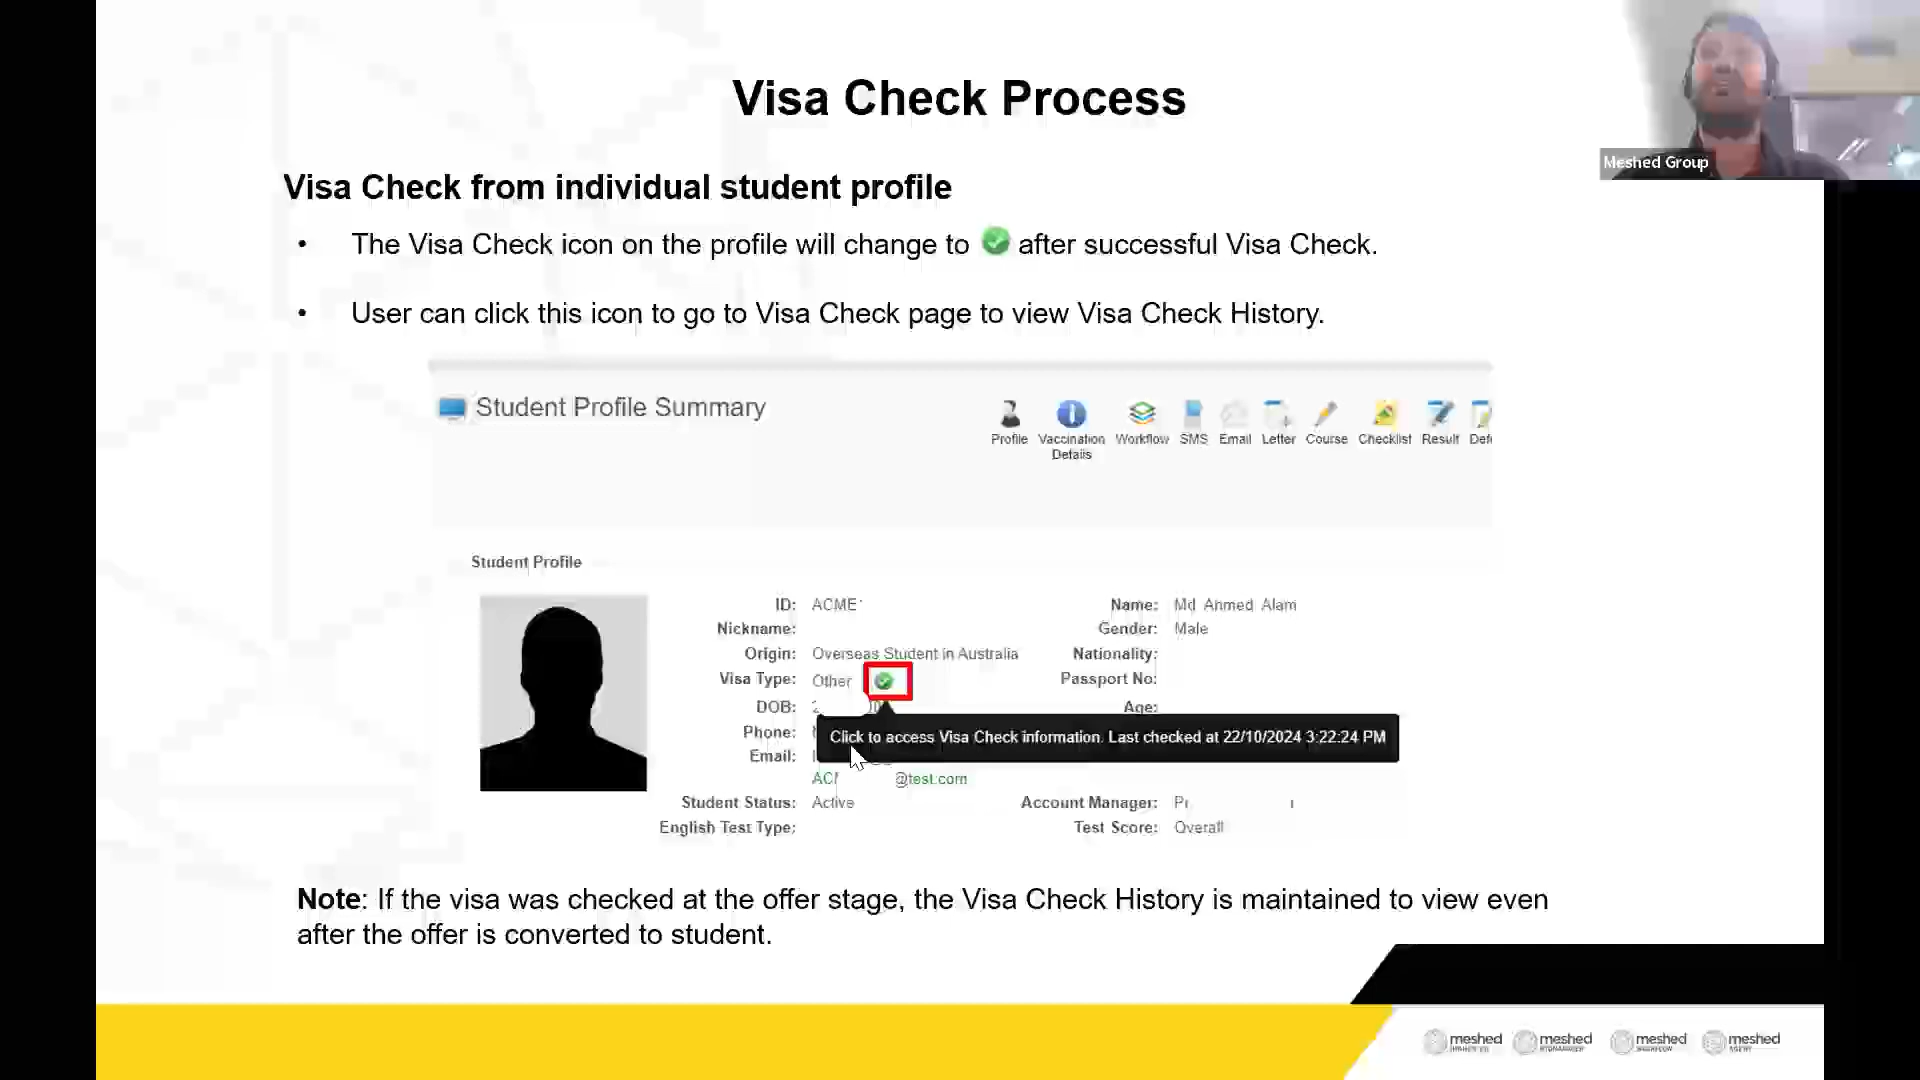 Visa Check Process
Meshed Group
Visa Check from individual student profile
• The Visa Check icon on the profile will change to after successful Visa Check.
• User can click this icon to go to Visa Check page to view Visa Check History.
Student Profile Summary
Profile Vaccination Details Workflow SMS Email Letter Course Checklist Result Defe
Student Profile
ID: ACME Name: Md Ahmed Alam
Nickname: Gender: Male
Origin: Overseas Student in Australia Nationality:
Visa Type: Other Passport No:
DOB: Age:
Phone:
Click to access Visa Check information. Last checked at 22/10/2024 3:22:24 PM
Email:
@test.com
Student Status: Active Account Manager:
English Test Type: Test Score: Overall
Note: If the visa was checked at the offer stage, the Visa Check History is maintained to view even
after the offer is converted to student.
meshed meshed meshed meshed